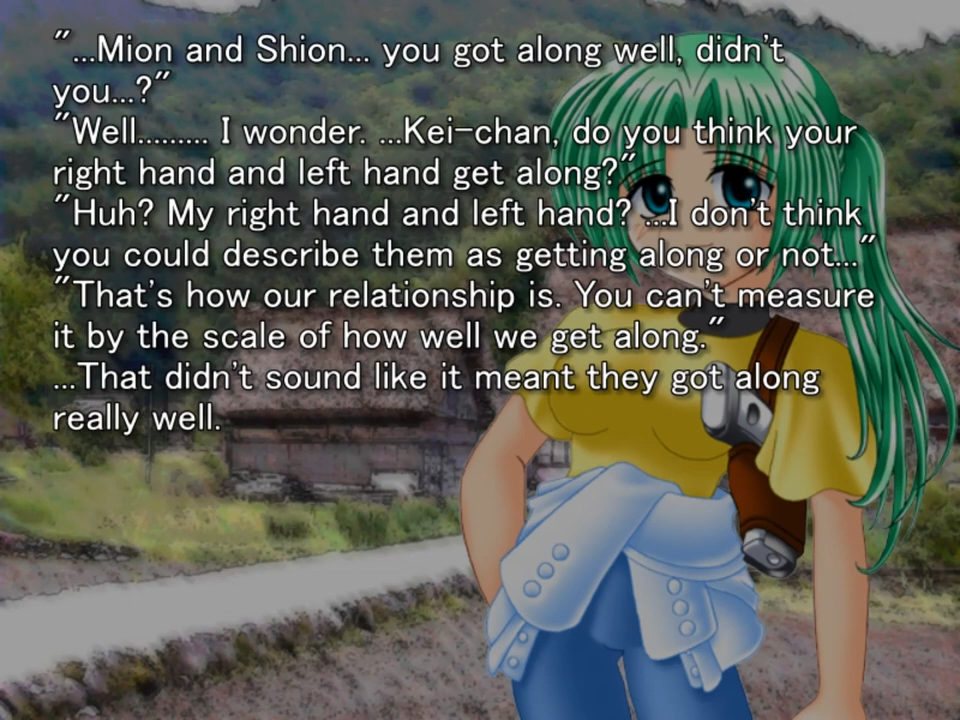 "...Mion and Shion... you got along well, didn't
you...?"
"Well......... I wonder. ...Kei-chan, do you think your
right hand and left hand get along?"
"Huh? My right hand and left hand? ...I don't think
you could describe them as getting along or not..."
"That's how our relationship is. You can't measure
it by the scale of how well we get along."
...That didn't sound like it meant they got along
really well.